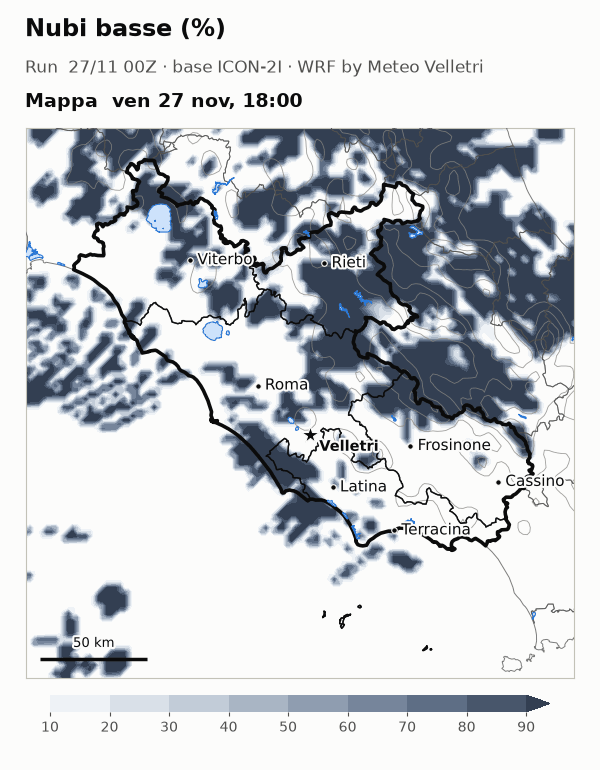 Nubi basse (%)
Run  27/11 00Z · base ICON-2I · WRF by Meteo Velletri
Mappa  ven 27 nov, 18:00
Viterbo
Rieti
Roma
Velletri
Frosinone
Latina
Cassino
Terracina
50 km
10 20 30 40 50 60 70 80 90